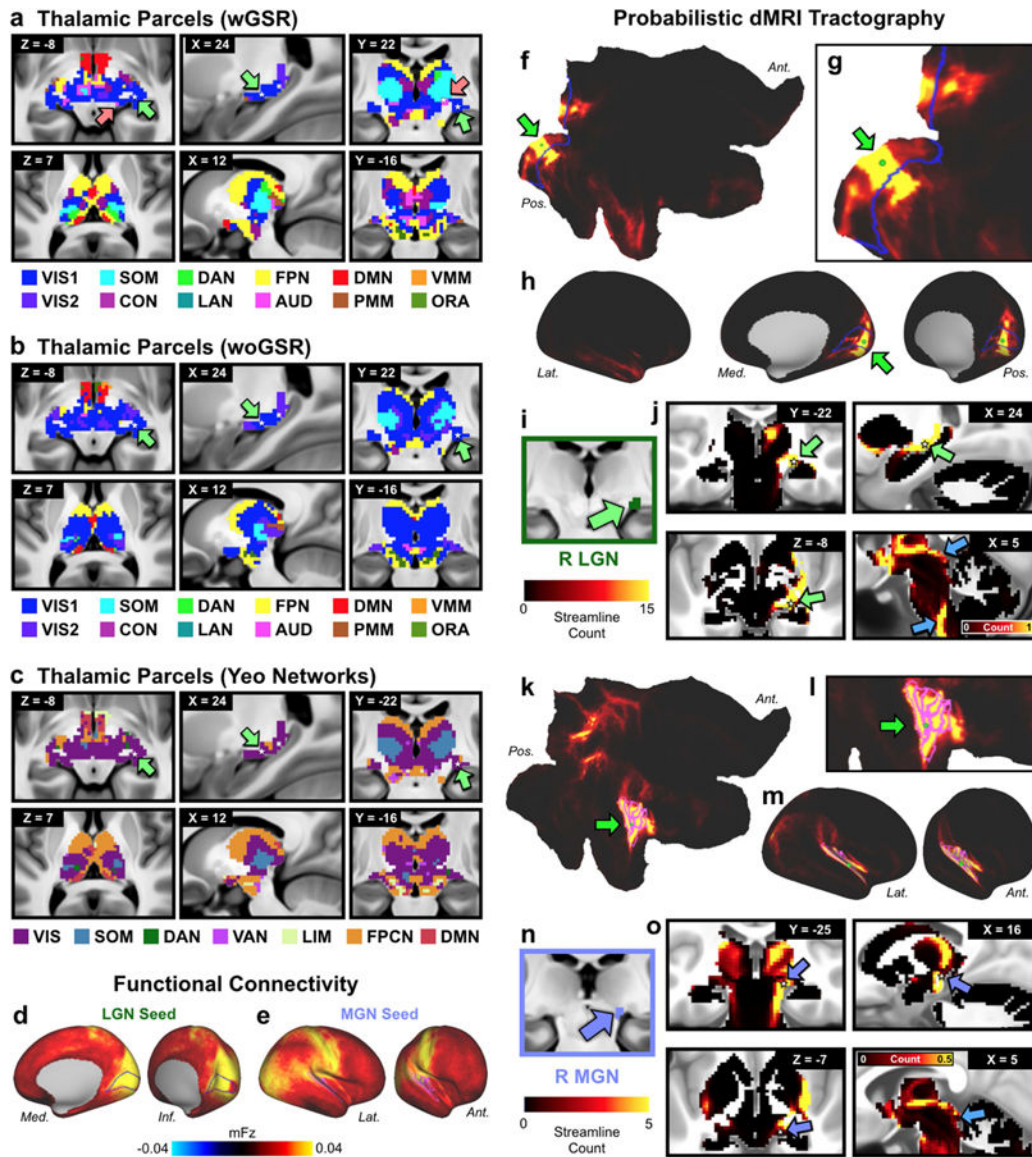 a Thalamic Parcels (wGSR)
Z = -8
X = 24
Y = 22
Z = 7
X = 12
Y = -16
VIS1 SOM DAN FPN DMN VMM
VIS2 CON LAN AUD PMM ORA
b Thalamic Parcels (woGSR)
Z = -8
X = 24
Y = 22
Z = 7
X = 12
Y = -16
VIS1 SOM DAN FPN DMN VMM
VIS2 CON LAN AUD PMM ORA
c Thalamic Parcels (Yeo Networks)
Z = -8
X = 24
Y = -22
Z = 7
X = 12
Y = -16
VIS SOM DAN VAN LIM FPCN DMN
Functional Connectivity
d LGN Seed
e MGN Seed
Med. Inf. Lat. Ant.
mFz
-0.04 0.04
Probabilistic dMRI Tractography
f
Ant.
Pos.
g
h
Lat. Med. Pos.
i
R LGN
0 15
Streamline
Count
j
Y = -22
X = 24
Z = -8
X = 5
0 Count 1
k
Ant.
Pos.
l
m
Lat.
Ant.
n
R MGN
0 5
Streamline
Count
o
Y = -25
X = 16
Z = -7
0 Count 0.5
X = 5